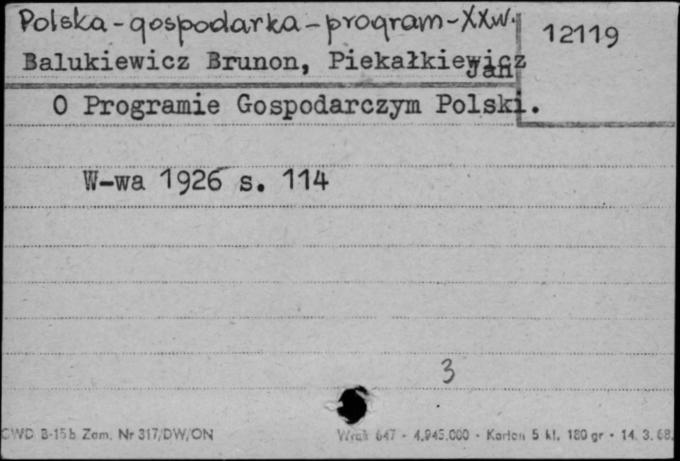 Polska-gospodarka-program-XXw.
12119
Balukiewicz Brunon, Piekałkiewicz
Jan
O Programie Gospodarczym Polski.
W-wa 1926 s. 114
3
CWD B-15b Zam. Nr 317/DW/ON
647 - 4.945.000 - Karton 5 kl. 180 gr - 14. 3. 68.